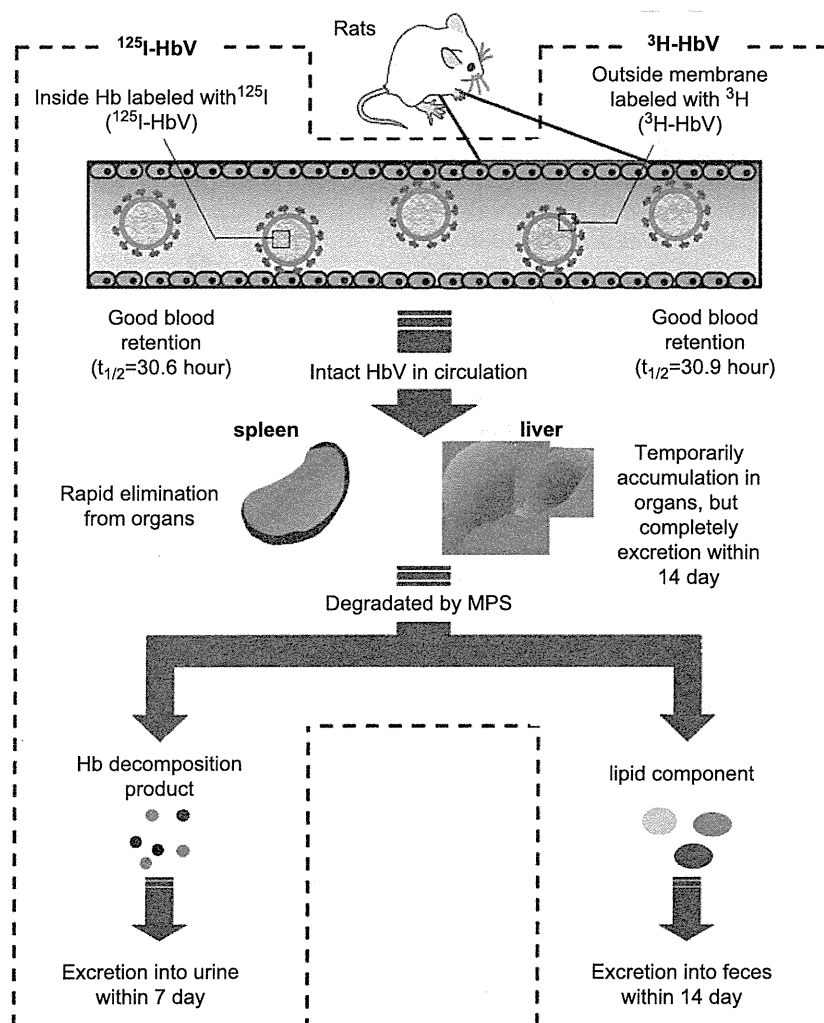 Rats
¹²⁵I-HbV
³H-HbV
Inside Hb labeled with¹²⁵I
(¹²⁵I-HbV)
Outside membrane
labeled with ³H
(³H-HbV)
Good blood
retention
(t₁/₂=30.6 hour)
Good blood
retention
(t₁/₂=30.9 hour)
Intact HbV in circulation
spleen
liver
Rapid elimination
from organs
Temporarily
accumulation in
organs, but
completely
excretion within
14 day
Degradated by MPS
Hb decomposition
product
lipid component
Excretion into urine
within 7 day
Excretion into feces
within 14 day